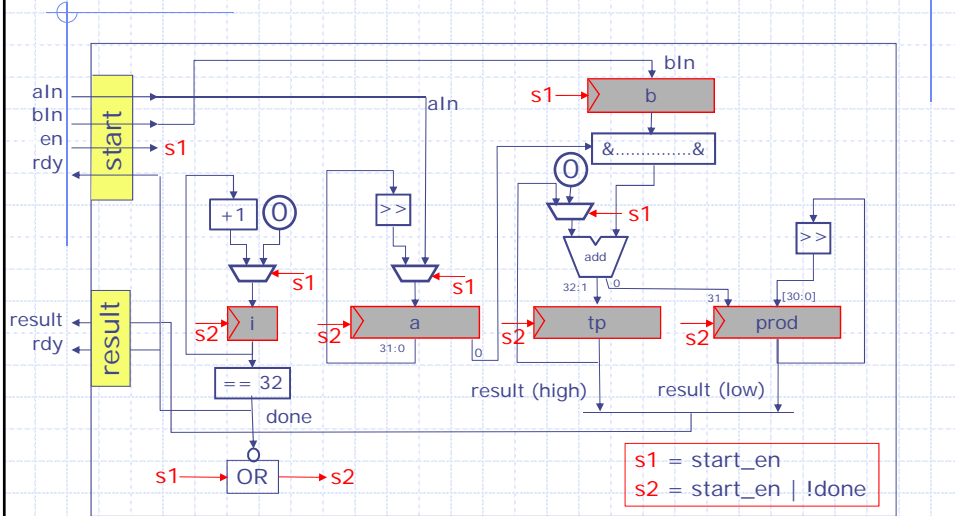 bIn
aIn
aIn
b
s1
bIn
start
en
s1
&...............&
rdy
0
s1
+1
0
>>
>>
add
s1
s1
32:1
0
31
[30:0]
result
i
a
tp
prod
s2
s2
s2
s2
rdy
result
31:0
0
== 32
result (high)
result (low)
done
s1
OR
s2
s1 = start_en
s2 = start_en | !done